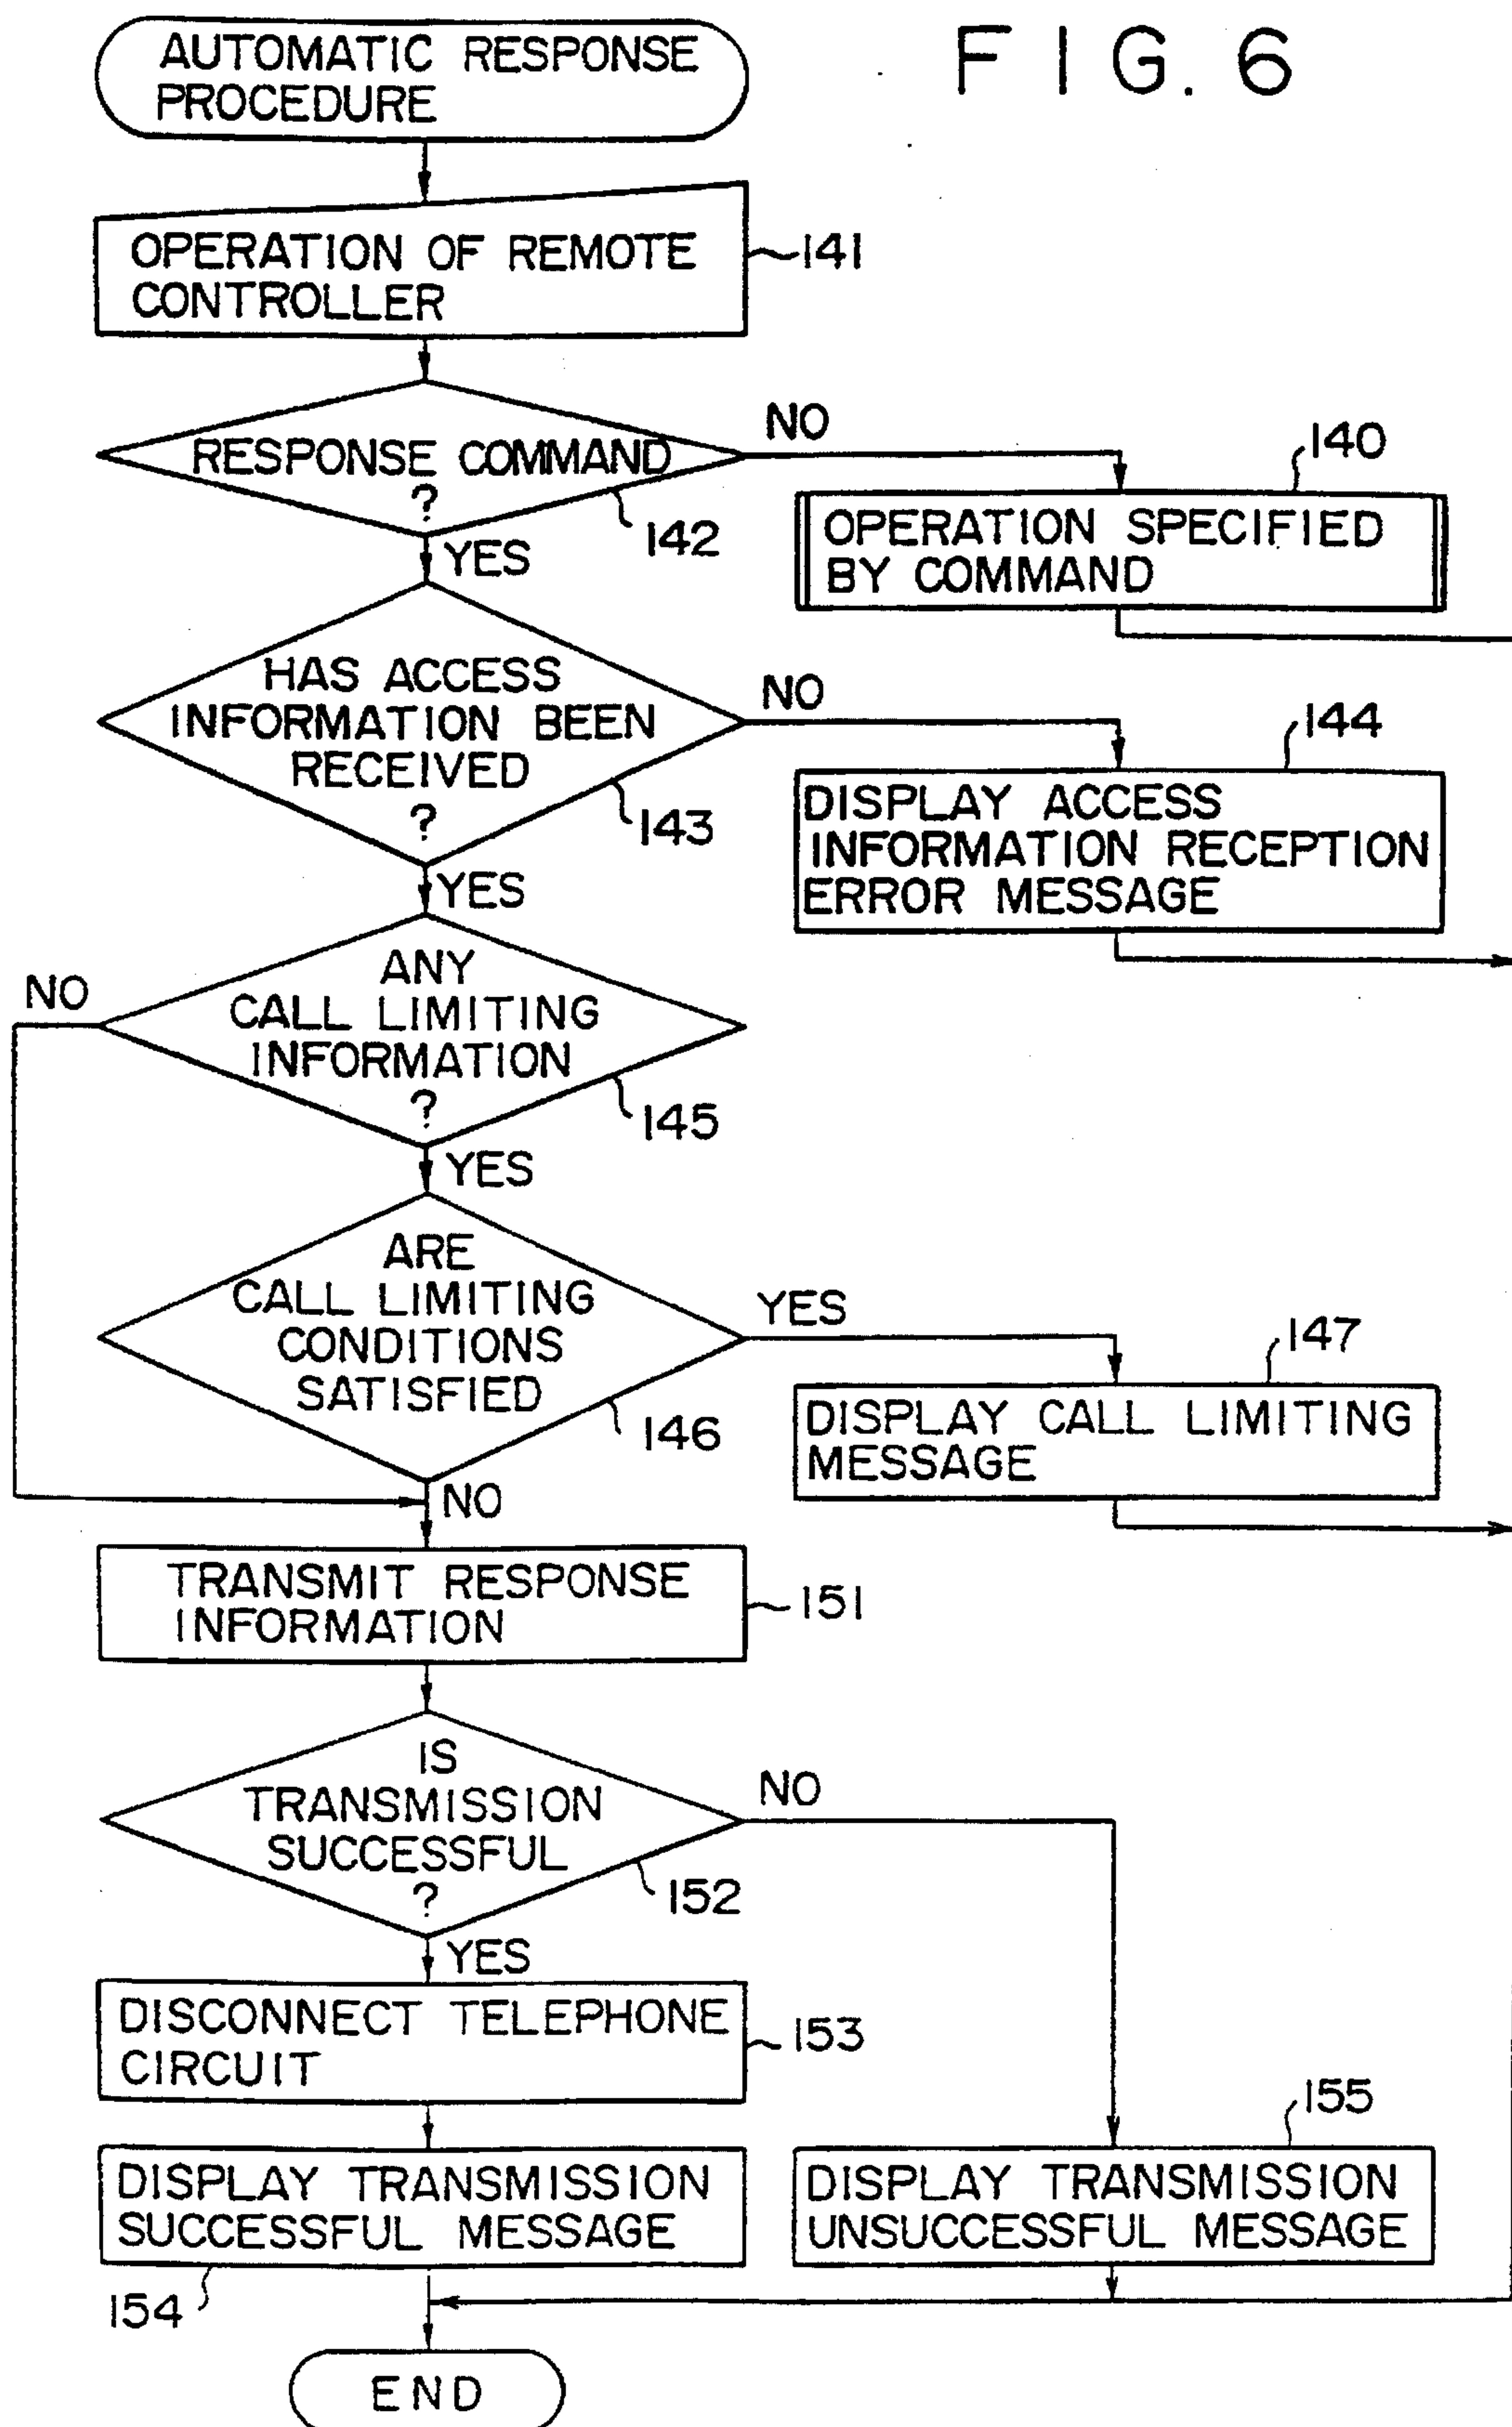 FIG. 6
AUTOMATIC RESPONSE
PROCEDURE
OPERATION OF REMOTE
CONTROLLER
141
RESPONSE COMMAND
?
142
NO
YES
140
OPERATION SPECIFIED
BY COMMAND
HAS ACCESS
INFORMATION BEEN
RECEIVED
?
143
NO
YES
144
DISPLAY ACCESS
INFORMATION RECEPTION
ERROR MESSAGE
ANY
CALL LIMITING
INFORMATION
?
145
NO
YES
ARE
CALL LIMITING
CONDITIONS
SATISFIED
146
YES
NO
147
DISPLAY CALL LIMITING
MESSAGE
TRANSMIT RESPONSE
INFORMATION
151
IS
TRANSMISSION
SUCCESSFUL
?
152
NO
YES
DISCONNECT TELEPHONE
CIRCUIT
153
DISPLAY TRANSMISSION
SUCCESSFUL MESSAGE
154
155
DISPLAY TRANSMISSION
UNSUCCESSFUL MESSAGE
END